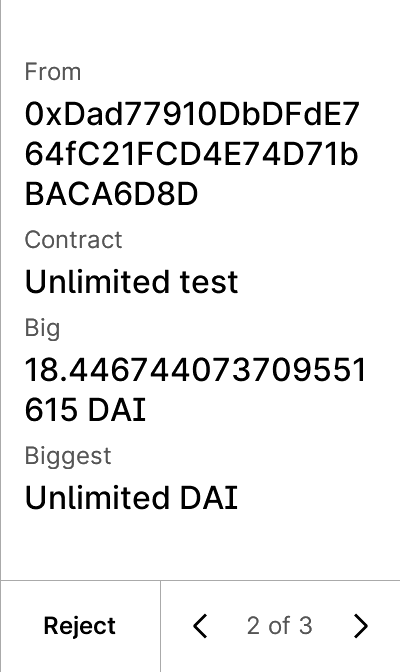 From
0xDad77910DbDFdE7
64fC21FCD4E74D71b
BACA6D8D
Contract
Unlimited test
Big
18.446744073709551
615 DAI
Biggest
Unlimited DAI
Reject
2 of 3